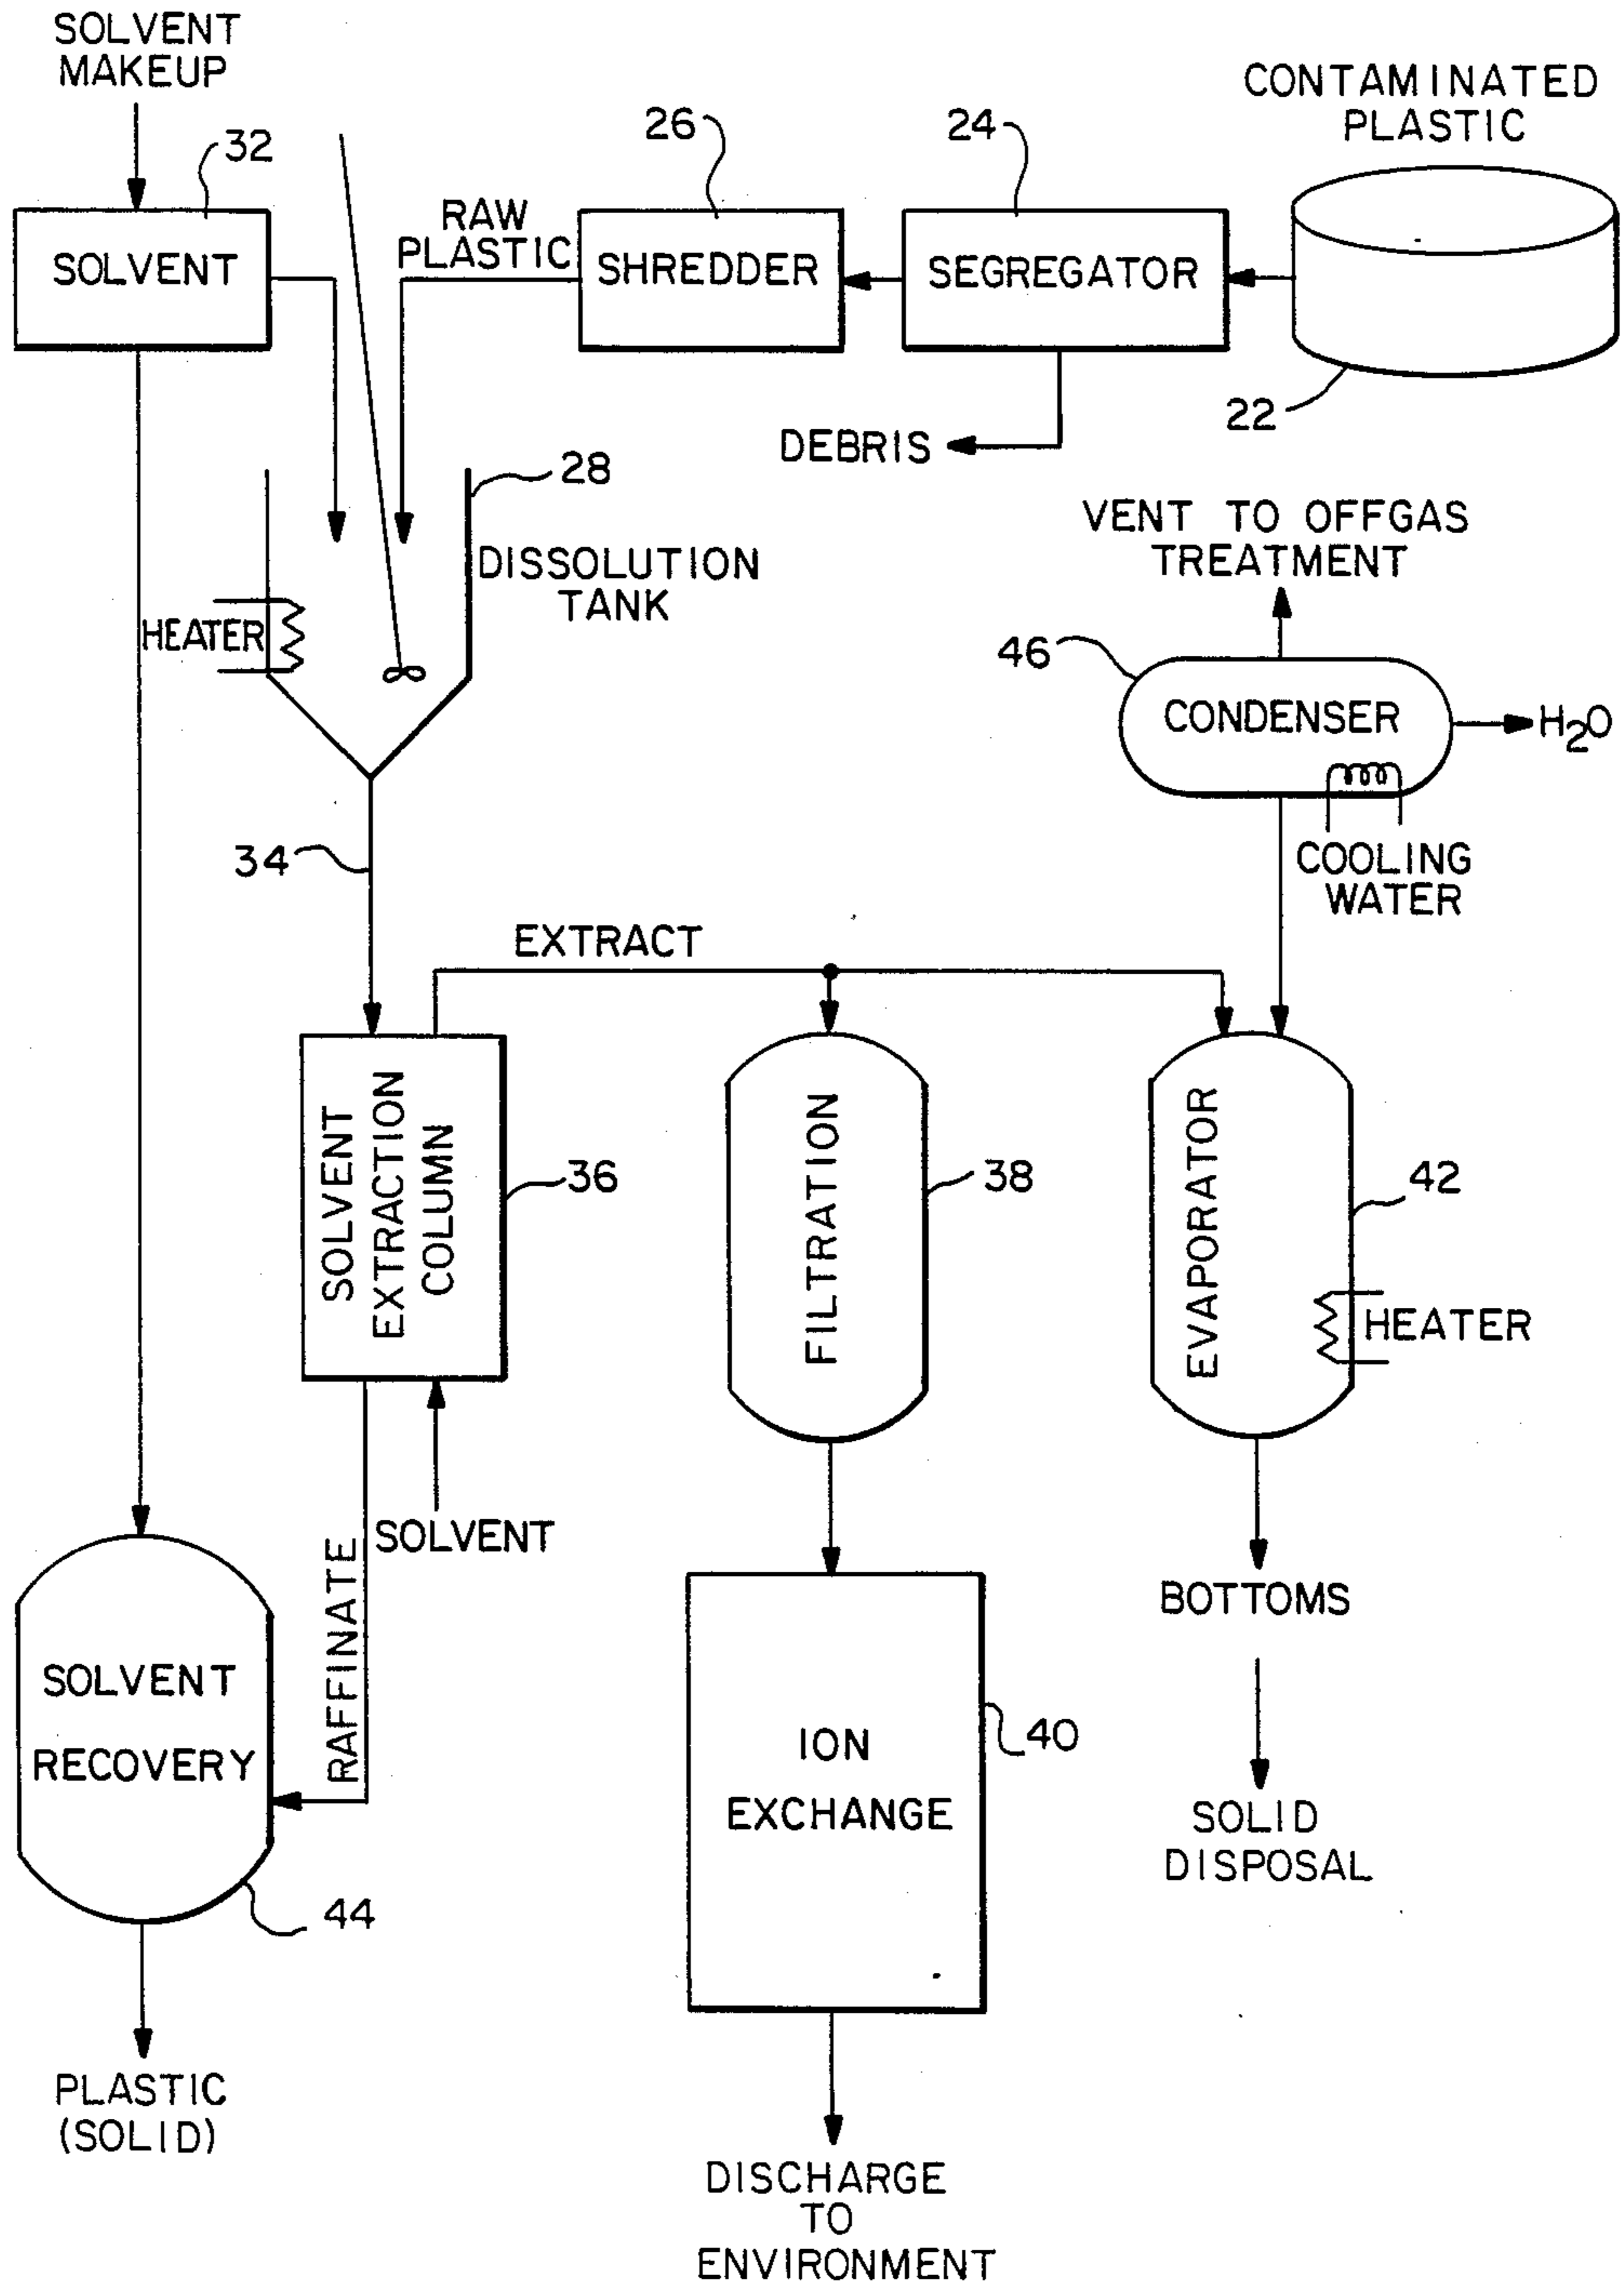 SOLVENT
MAKEUP
CONTAMINATED
PLASTIC
32
26
24
RAW
PLASTIC
SOLVENT
SHREDDER
SEGREGATOR
22
DEBRIS
28
VENT TO OFFGAS
TREATMENT
DISSOLUTION
TANK
HEATER
46
CONDENSER
H2O
34
COOLING
WATER
EXTRACT
SOLVENT
EXTRACTION
COLUMN
36
FILTRATION
38
EVAPORATOR
42
HEATER
SOLVENT
RAFFINATE
BOTTOMS
SOLVENT
RECOVERY
ION
EXCHANGE
40
SOLID
DISPOSAL
44
PLASTIC
(SOLID)
DISCHARGE
TO
ENVIRONMENT